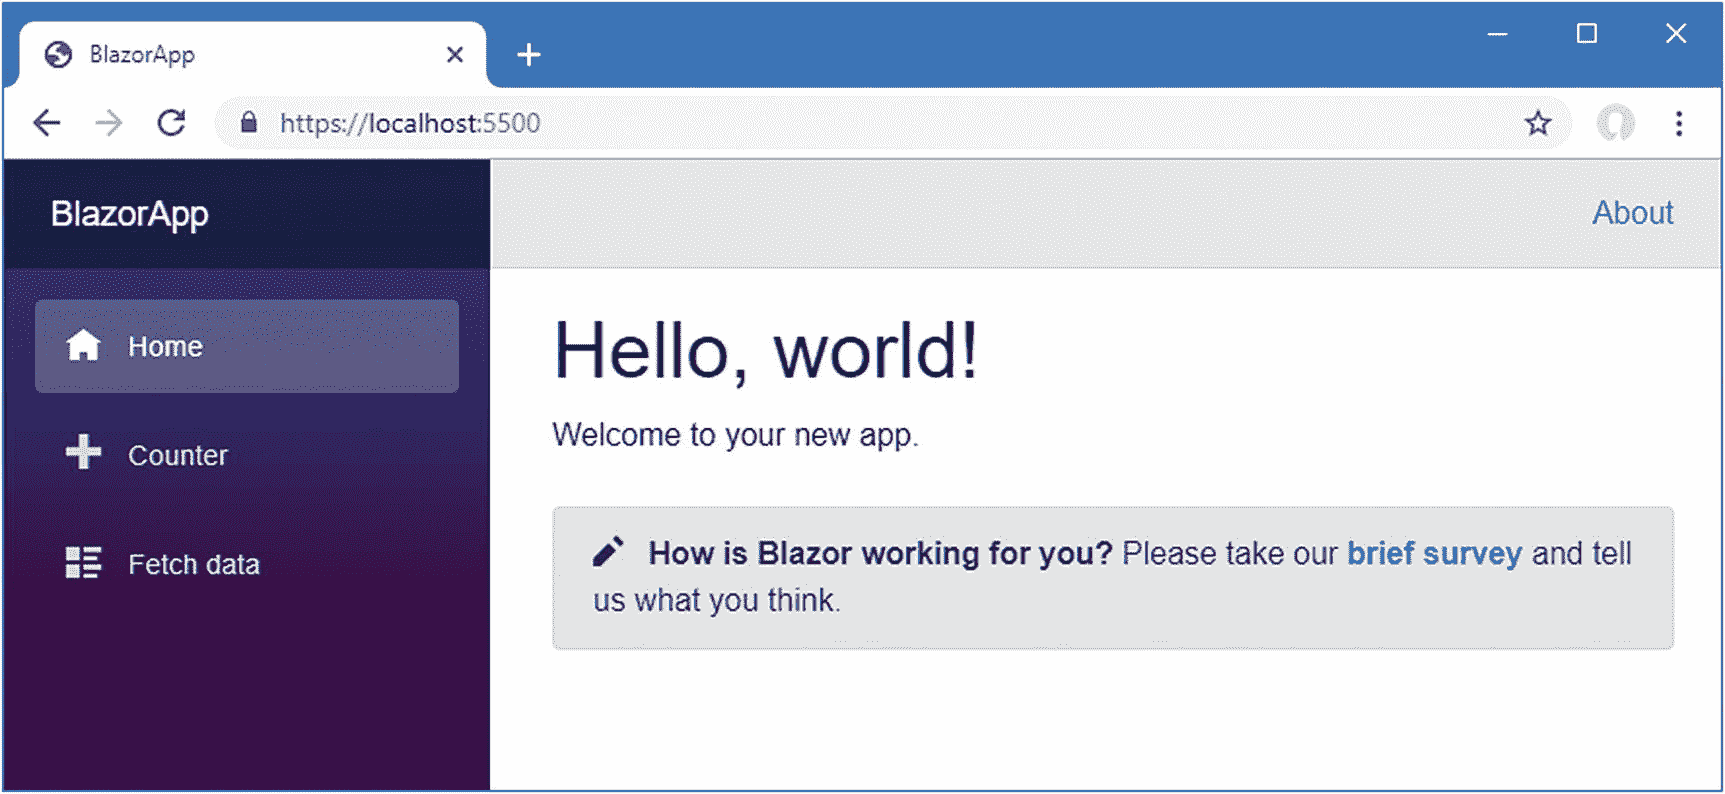 BlazorApp
https://localhost:5500
BlazorApp
About
Home
Counter
Fetch data
Hello, world!
Welcome to your new app.
How is Blazor working for you? Please take our brief survey and tell
us what you think.